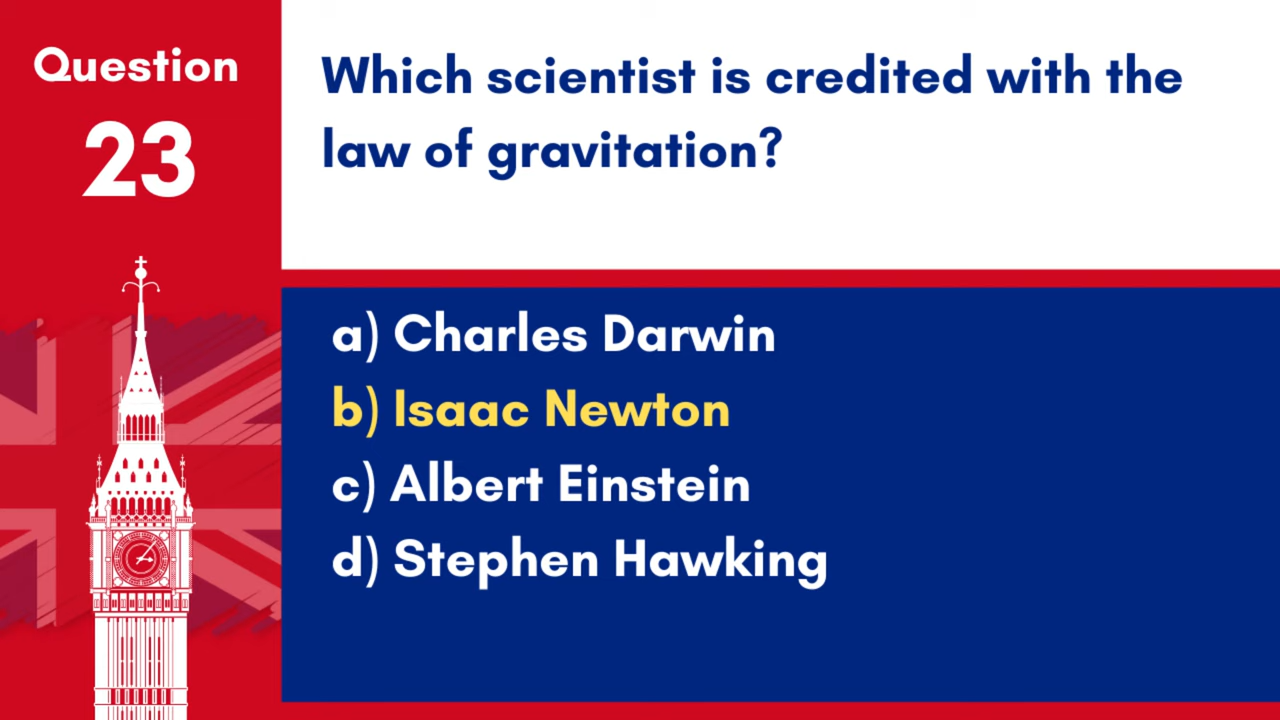 Question
23
Which scientist is credited with the
law of gravitation?
a) Charles Darwin
b) Isaac Newton
c) Albert Einstein
d) Stephen Hawking